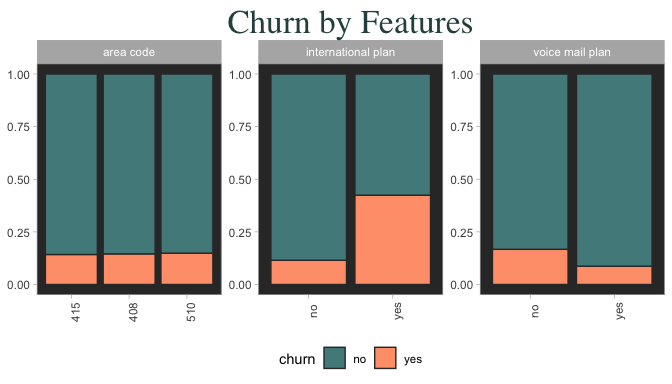 Churn by Features
area code
international plan
voice mail plan
1.00
0.75
0.50
0.25
0.00
415
408
510
1.00
0.75
0.50
0.25
0.00
no
yes
1.00
0.75
0.50
0.25
0.00
no
yes
churn no yes